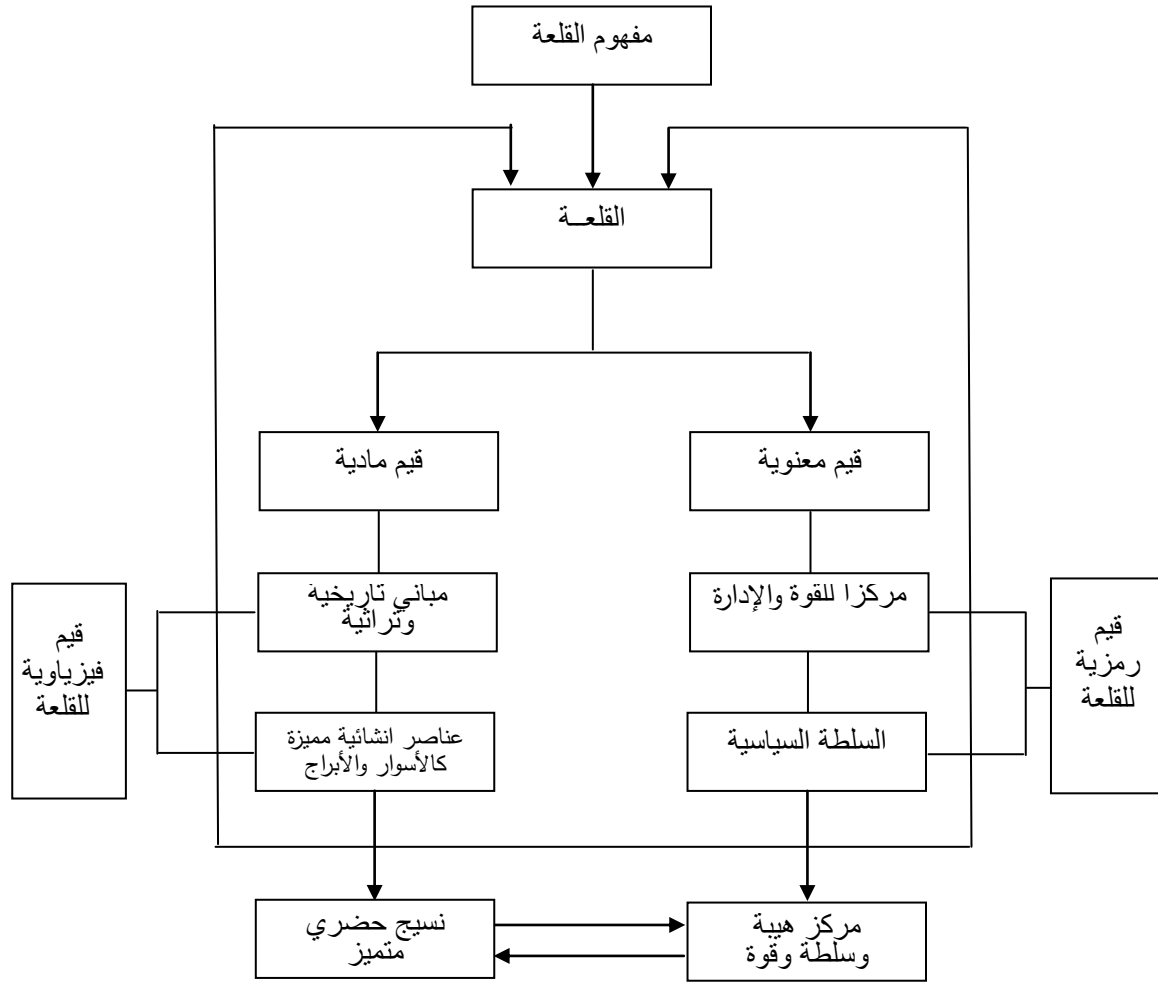 مفهوم القلعة
القلعـــة
قيم معنوية
قيم مادية
مركزا للقوة والإدارة
مباني تاريخية
وتراثية
قيم
رمزية
للقلعة
قيم
فيزياوية
للقلعة
السلطة السياسية
عناصر انشائية مميزة
كالأسوار والأبراج
مركز هيبة
وسلطة وقوة
نسيج حضري
متميز